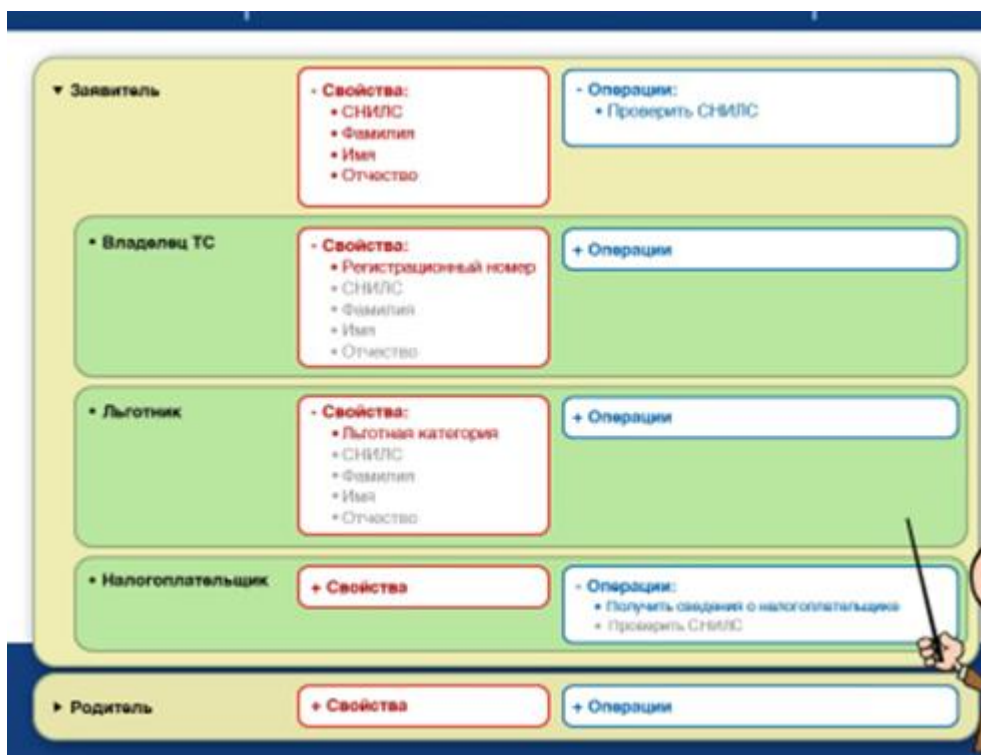 ▼ Заявитель
- Свойства:
• СНИЛС
• Фамилия
• Имя
• Отчество
- Операции:
• Проверить СНИЛС
• Владелец ТС
- Свойства:
• Регистрационный номер
• СНИЛС
• Фамилия
• Имя
• Отчество
+ Операции
• Льготник
- Свойства:
• Льготная категория
• СНИЛС
• Фамилия
• Имя
• Отчество
+ Операции
• Налогоплательщик
+ Свойства
- Операции:
• Получить сведения о налогоплательщике
• Проверить СНИЛС
► Родитель
+ Свойства
+ Операции